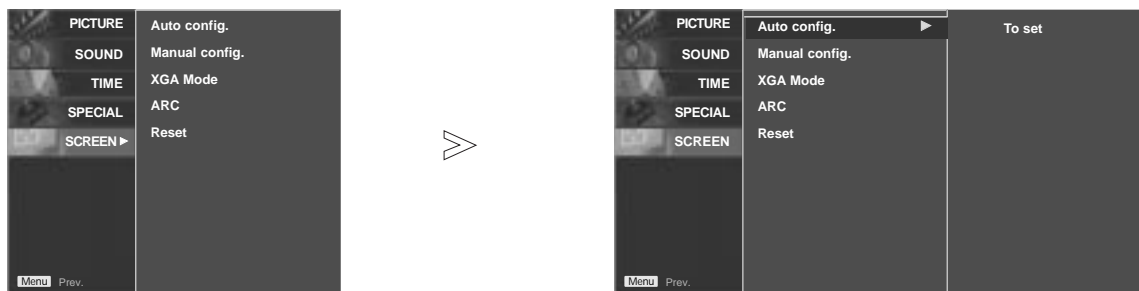 PICTURE
SOUND
TIME
SPECIAL
SCREEN
Auto config.
Manual config.
XGA Mode
ARC
Reset
Menu Prev.
PICTURE
SOUND
TIME
SPECIAL
SCREEN
Auto config.
Manual config.
XGA Mode
ARC
Reset
To set
Menu Prev.